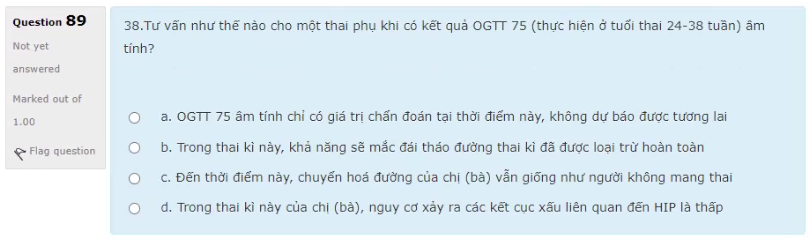 Question 89
Not yet
answered
Marked out of
1.00
Flag question
38.Tư vấn như thế nào cho một thai phụ khi có kết quả OGTT 75 (thực hiện ở tuổi thai 24-38 tuần) âm
tính?
a. OGTT 75 âm tính chỉ có giá trị chẩn đoán tại thời điểm này, không dự báo được tương lai
b. Trong thai kì này, khả năng sẽ mắc đái tháo đường thai kì đã được loại trừ hoàn toàn
c. Đến thời điểm này, chuyển hoá đường của chị (bà) vẫn giống như người không mang thai
d. Trong thai kì này của chị (bà), nguy cơ xảy ra các kết cục xấu liên quan đến HIP là thấp